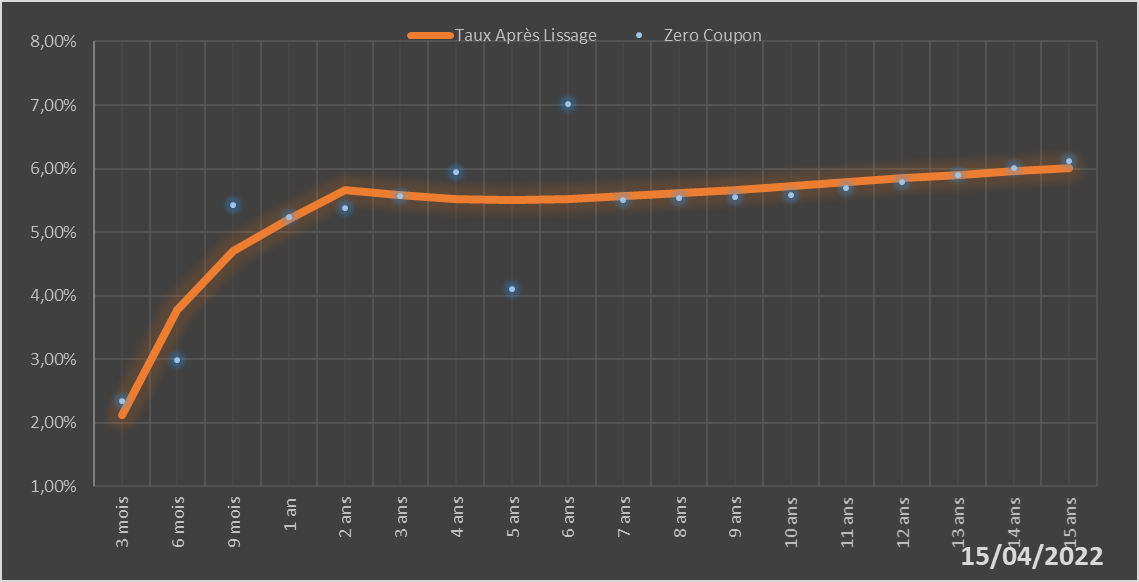 Taux Après Lissage Zero Coupon
8,00%
7,00%
6,00%
5,00%
4,00%
3,00%
2,00%
1,00%
3 mois
6 mois
9 mois
1 an
2 ans
3 ans
4 ans
5 ans
6 ans
7 ans
8 ans
9 ans
10 ans
11 ans
12 ans
13 ans
14 ans
15 ans
15/04/2022